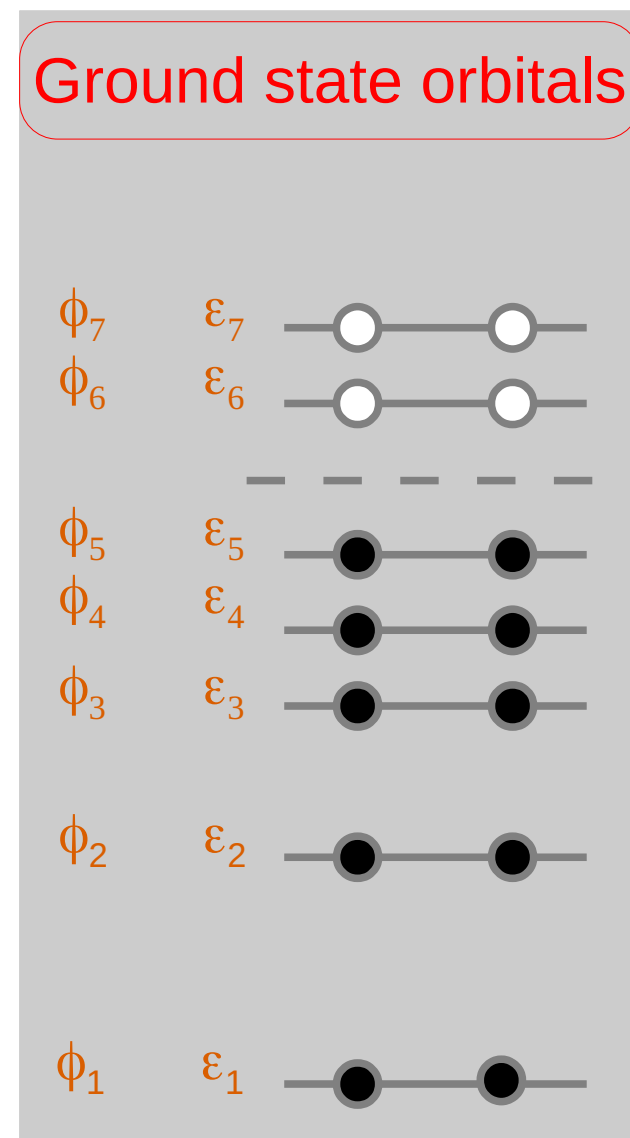 Ground state orbitals
ϕ₇ ε₇
ϕ₆ ε₆
ϕ₅ ε₅
ϕ₄ ε₄
ϕ₃ ε₃
ϕ₂ ε₂
ϕ₁ ε₁